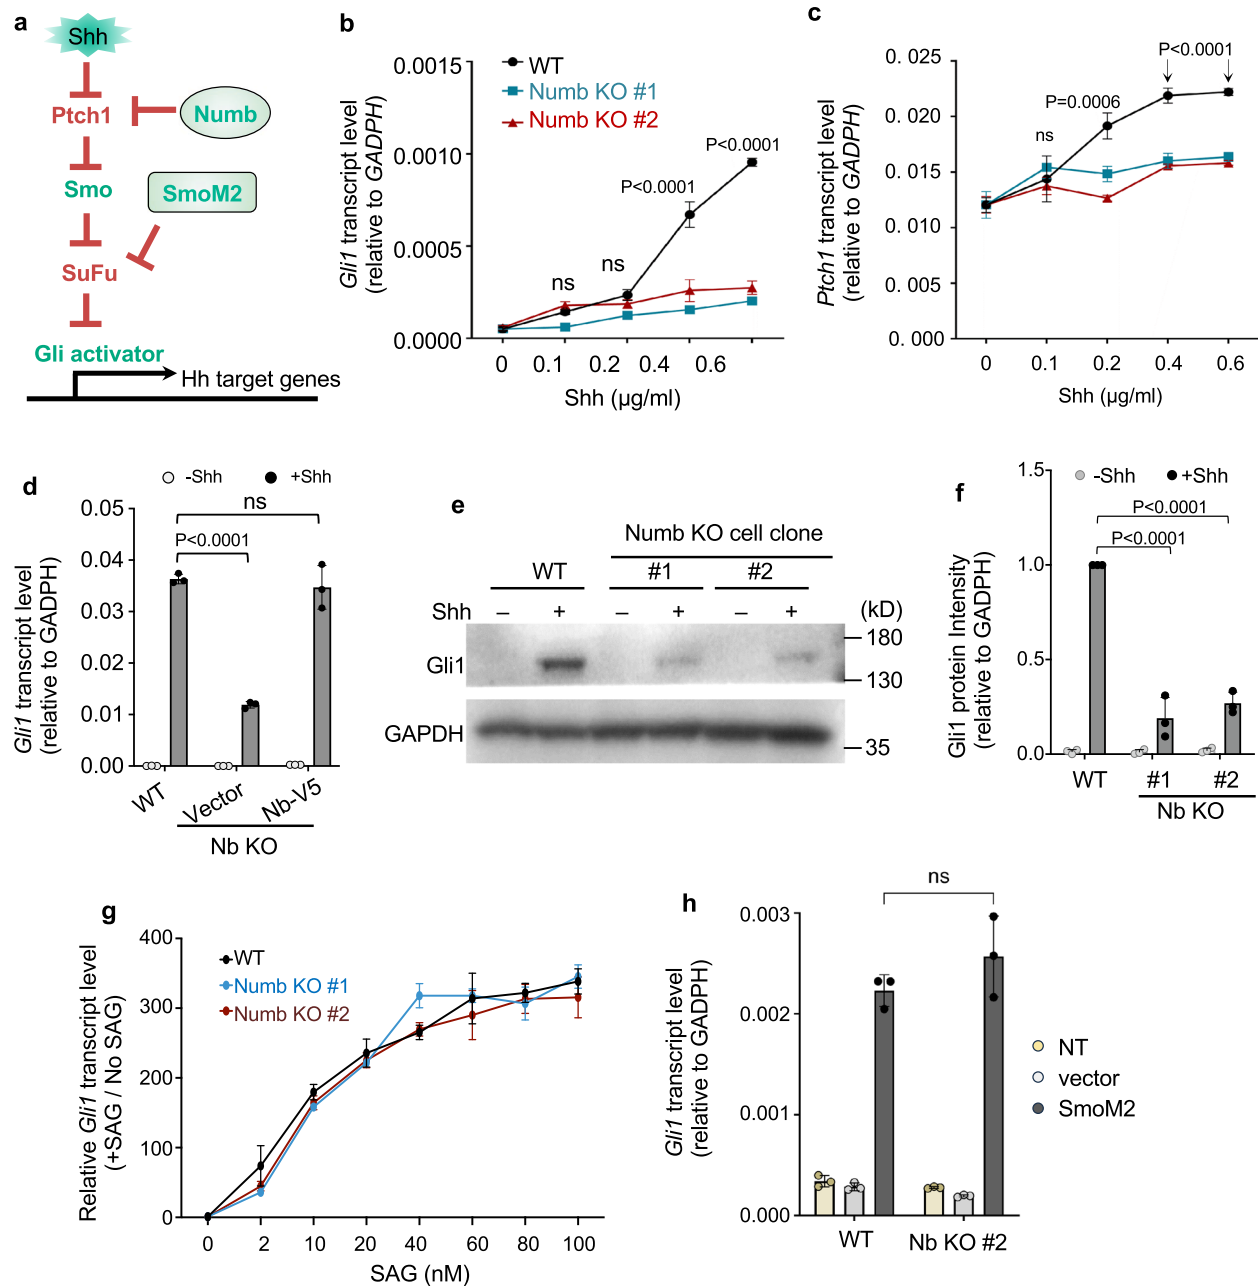 a
Shh
Ptch1
Numb
Smo
SmoM2
SuFu
Gli activator
Hh target genes
b
Gli1 transcript level
(relative to GADPH)
0.0015
0.0010
0.0005
0.0000
WT
Numb KO #1
Numb KO #2
P<0.0001
P<0.0001
ns
ns
0 0.1 0.2 0.4 0.6
Shh (µg/ml)
c
Ptch1 transcript level
(relative to GADPH)
0. 025
0. 020
0. 015
0. 010
0. 005
0. 000
P<0.0001
P=0.0006
ns
0 0.1 0.2 0.4 0.6
Shh (µg/ml)
d
-Shh +Shh
Gli1 transcript level
(relative to GADPH)
0.05
0.04
0.03
0.02
0.01
0.00
ns
P<0.0001
WT Vector Nb-V5
Nb KO
e
Numb KO cell clone
WT #1 #2
Shh – + – + – + (kD)
Gli1
180
130
GAPDH
35
f
-Shh +Shh
Gli1 protein Intensity
(relative to GADPH)
1.5
1.0
0.5
0.0
P<0.0001
P<0.0001
WT #1 #2
Nb KO
g
Relative Gli1 transcript level
(+SAG / No SAG)
400
300
200
100
0
WT
Numb KO #1
Numb KO #2
0 2 10 20 40 60 80 100
SAG (nM)
h
Gli1 transcript level
(relative to GADPH)
0.003
0.002
0.001
0.000
ns
NT
vector
SmoM2
WT Nb KO #2